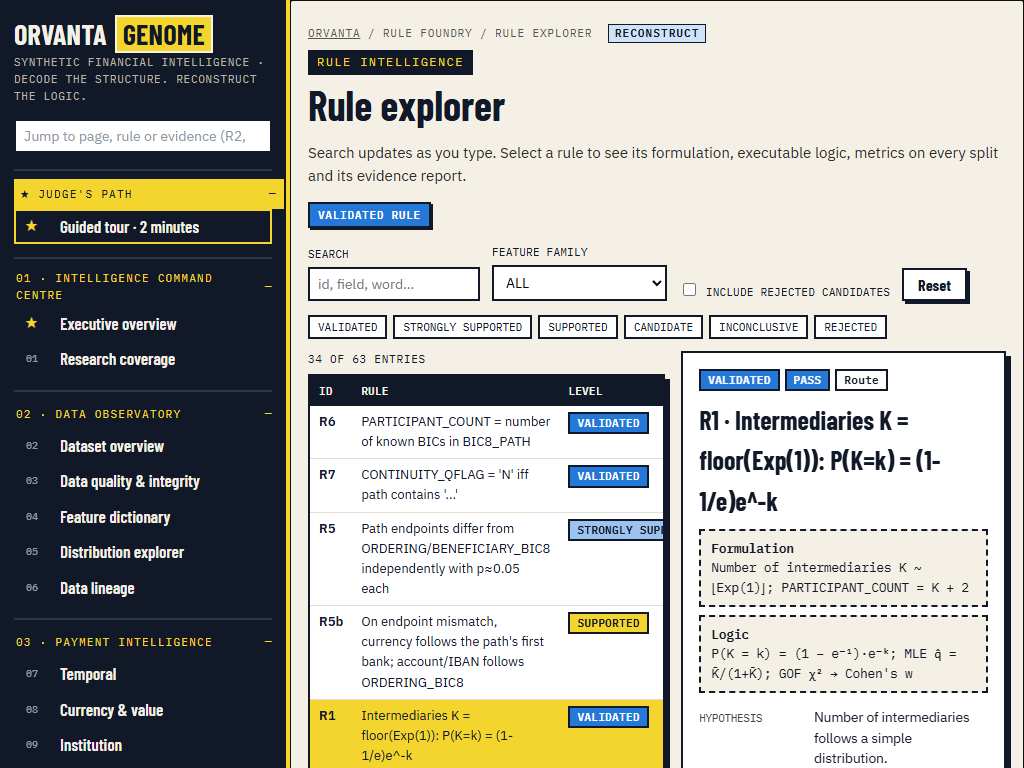 ORVANTA GENOME
SYNTHETIC FINANCIAL INTELLIGENCE ·
DECODE THE STRUCTURE. RECONSTRUCT
THE LOGIC.
Jump to page, rule or evidence (R2,
★ JUDGE'S PATH –
★ Guided tour · 2 minutes
01 · INTELLIGENCE COMMAND
CENTRE –
★ Executive overview
01 Research coverage
02 · DATA OBSERVATORY –
02 Dataset overview
03 Data quality & integrity
04 Feature dictionary
05 Distribution explorer
06 Data lineage
03 · PAYMENT INTELLIGENCE –
07 Temporal
08 Currency & value
09 Institution
ORVANTA / RULE FOUNDRY / RULE EXPLORER RECONSTRUCT
RULE INTELLIGENCE
Rule explorer
Search updates as you type. Select a rule to see its formulation, executable logic, metrics on every split
and its evidence report.
VALIDATED RULE
SEARCH
id, field, word...
FEATURE FAMILY
ALL
INCLUDE REJECTED CANDIDATES
Reset
VALIDATED STRONGLY SUPPORTED SUPPORTED CANDIDATE INCONCLUSIVE REJECTED
34 OF 63 ENTRIES
ID RULE LEVEL
R6 PARTICIPANT_COUNT = number VALIDATED
of known BICs in BIC8_PATH
R7 CONTINUITY_QFLAG = 'N' iff VALIDATED
path contains '...'
R5 Path endpoints differ from STRONGLY SUPP
ORDERING/BENEFICIARY_BIC8
independently with p≈0.05
each
R5b On endpoint mismatch, SUPPORTED
currency follows the path's first
bank; account/IBAN follows
ORDERING_BIC8
R1 Intermediaries K = VALIDATED
floor(Exp(1)): P(K=k) = (1-
1/e)e^-k
VALIDATED PASS Route
R1 · Intermediaries K =
floor(Exp(1)): P(K=k) = (1-
1/e)e^-k
Formulation
Number of intermediaries K ~
⌊Exp(1)⌋; PARTICIPANT_COUNT = K + 2
Logic
P(K = k) = (1 − e⁻¹)·e⁻ᵏ; MLE q̂ =
K̄/(1+K̄); GOF χ² → Cohen's w
HYPOTHESIS Number of intermediaries
follows a simple
distribution.